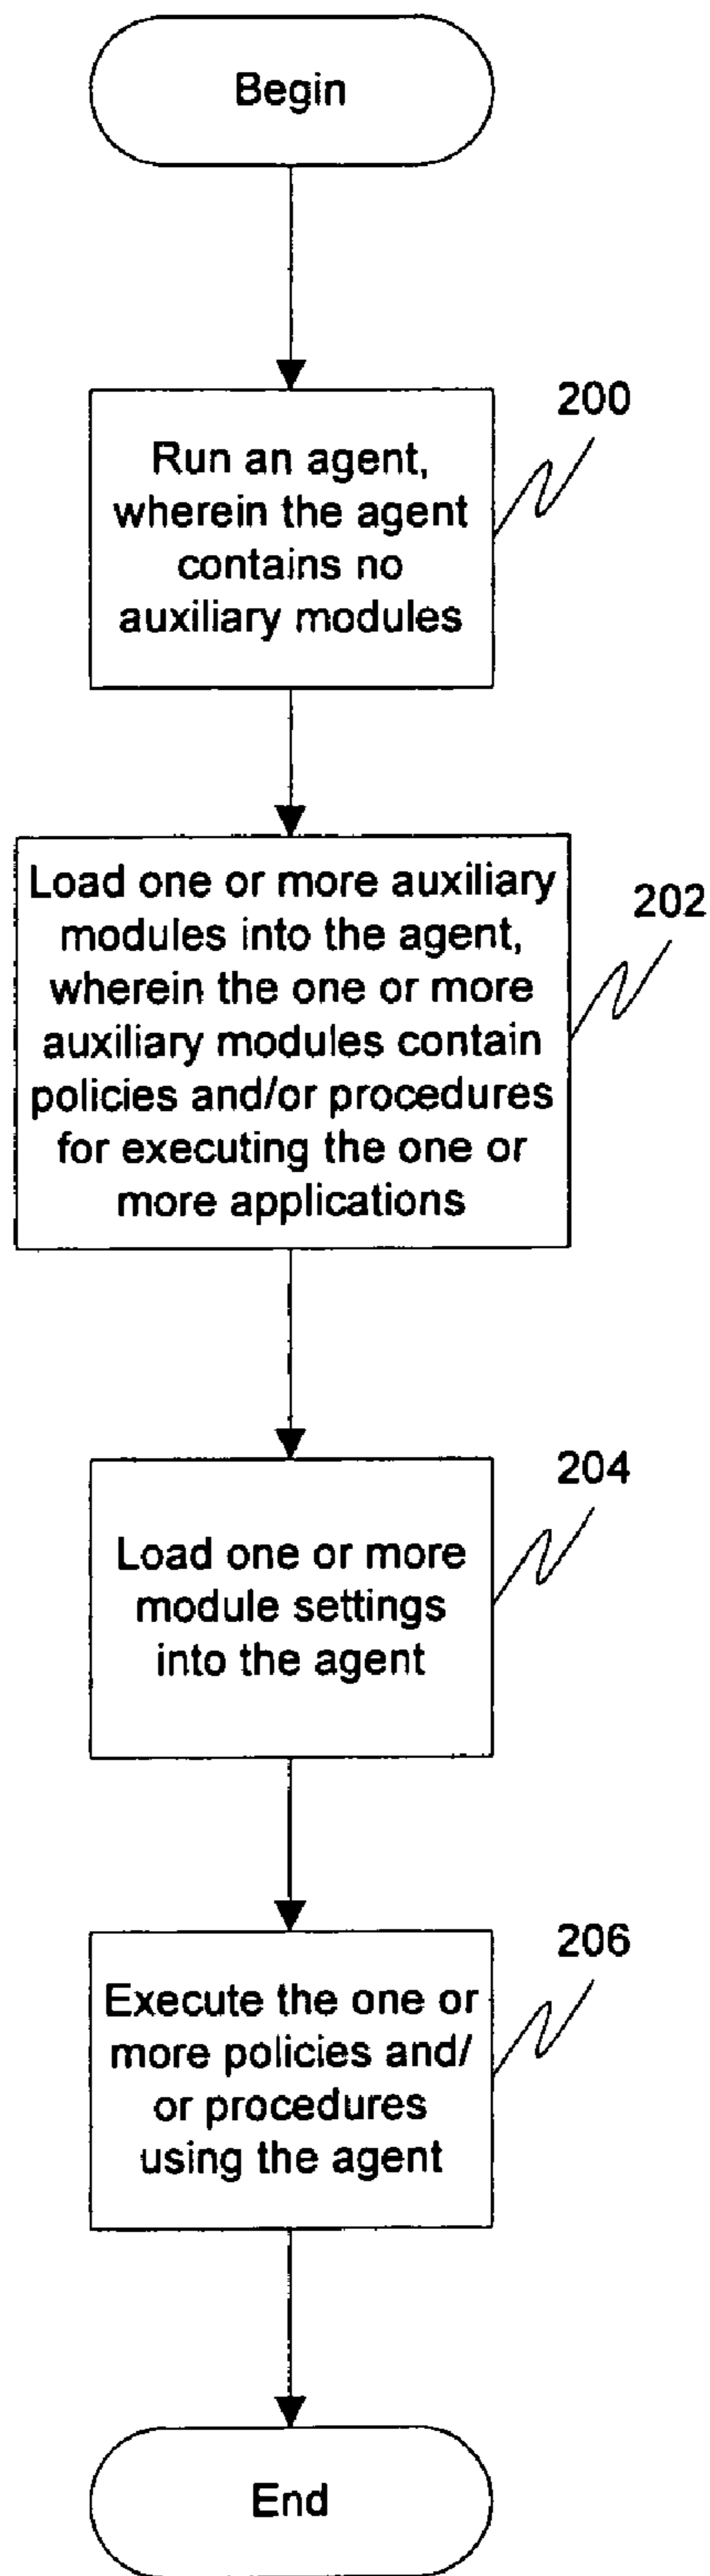 Begin
200
Run an agent,
wherein the agent
contains no
auxiliary modules
202
Load one or more auxiliary
modules into the agent,
wherein the one or more
auxiliary modules contain
policies and/or procedures
for executing the one or
more applications
204
Load one or more
module settings
into the agent
206
Execute the one or
more policies and/
or procedures
using the agent
End